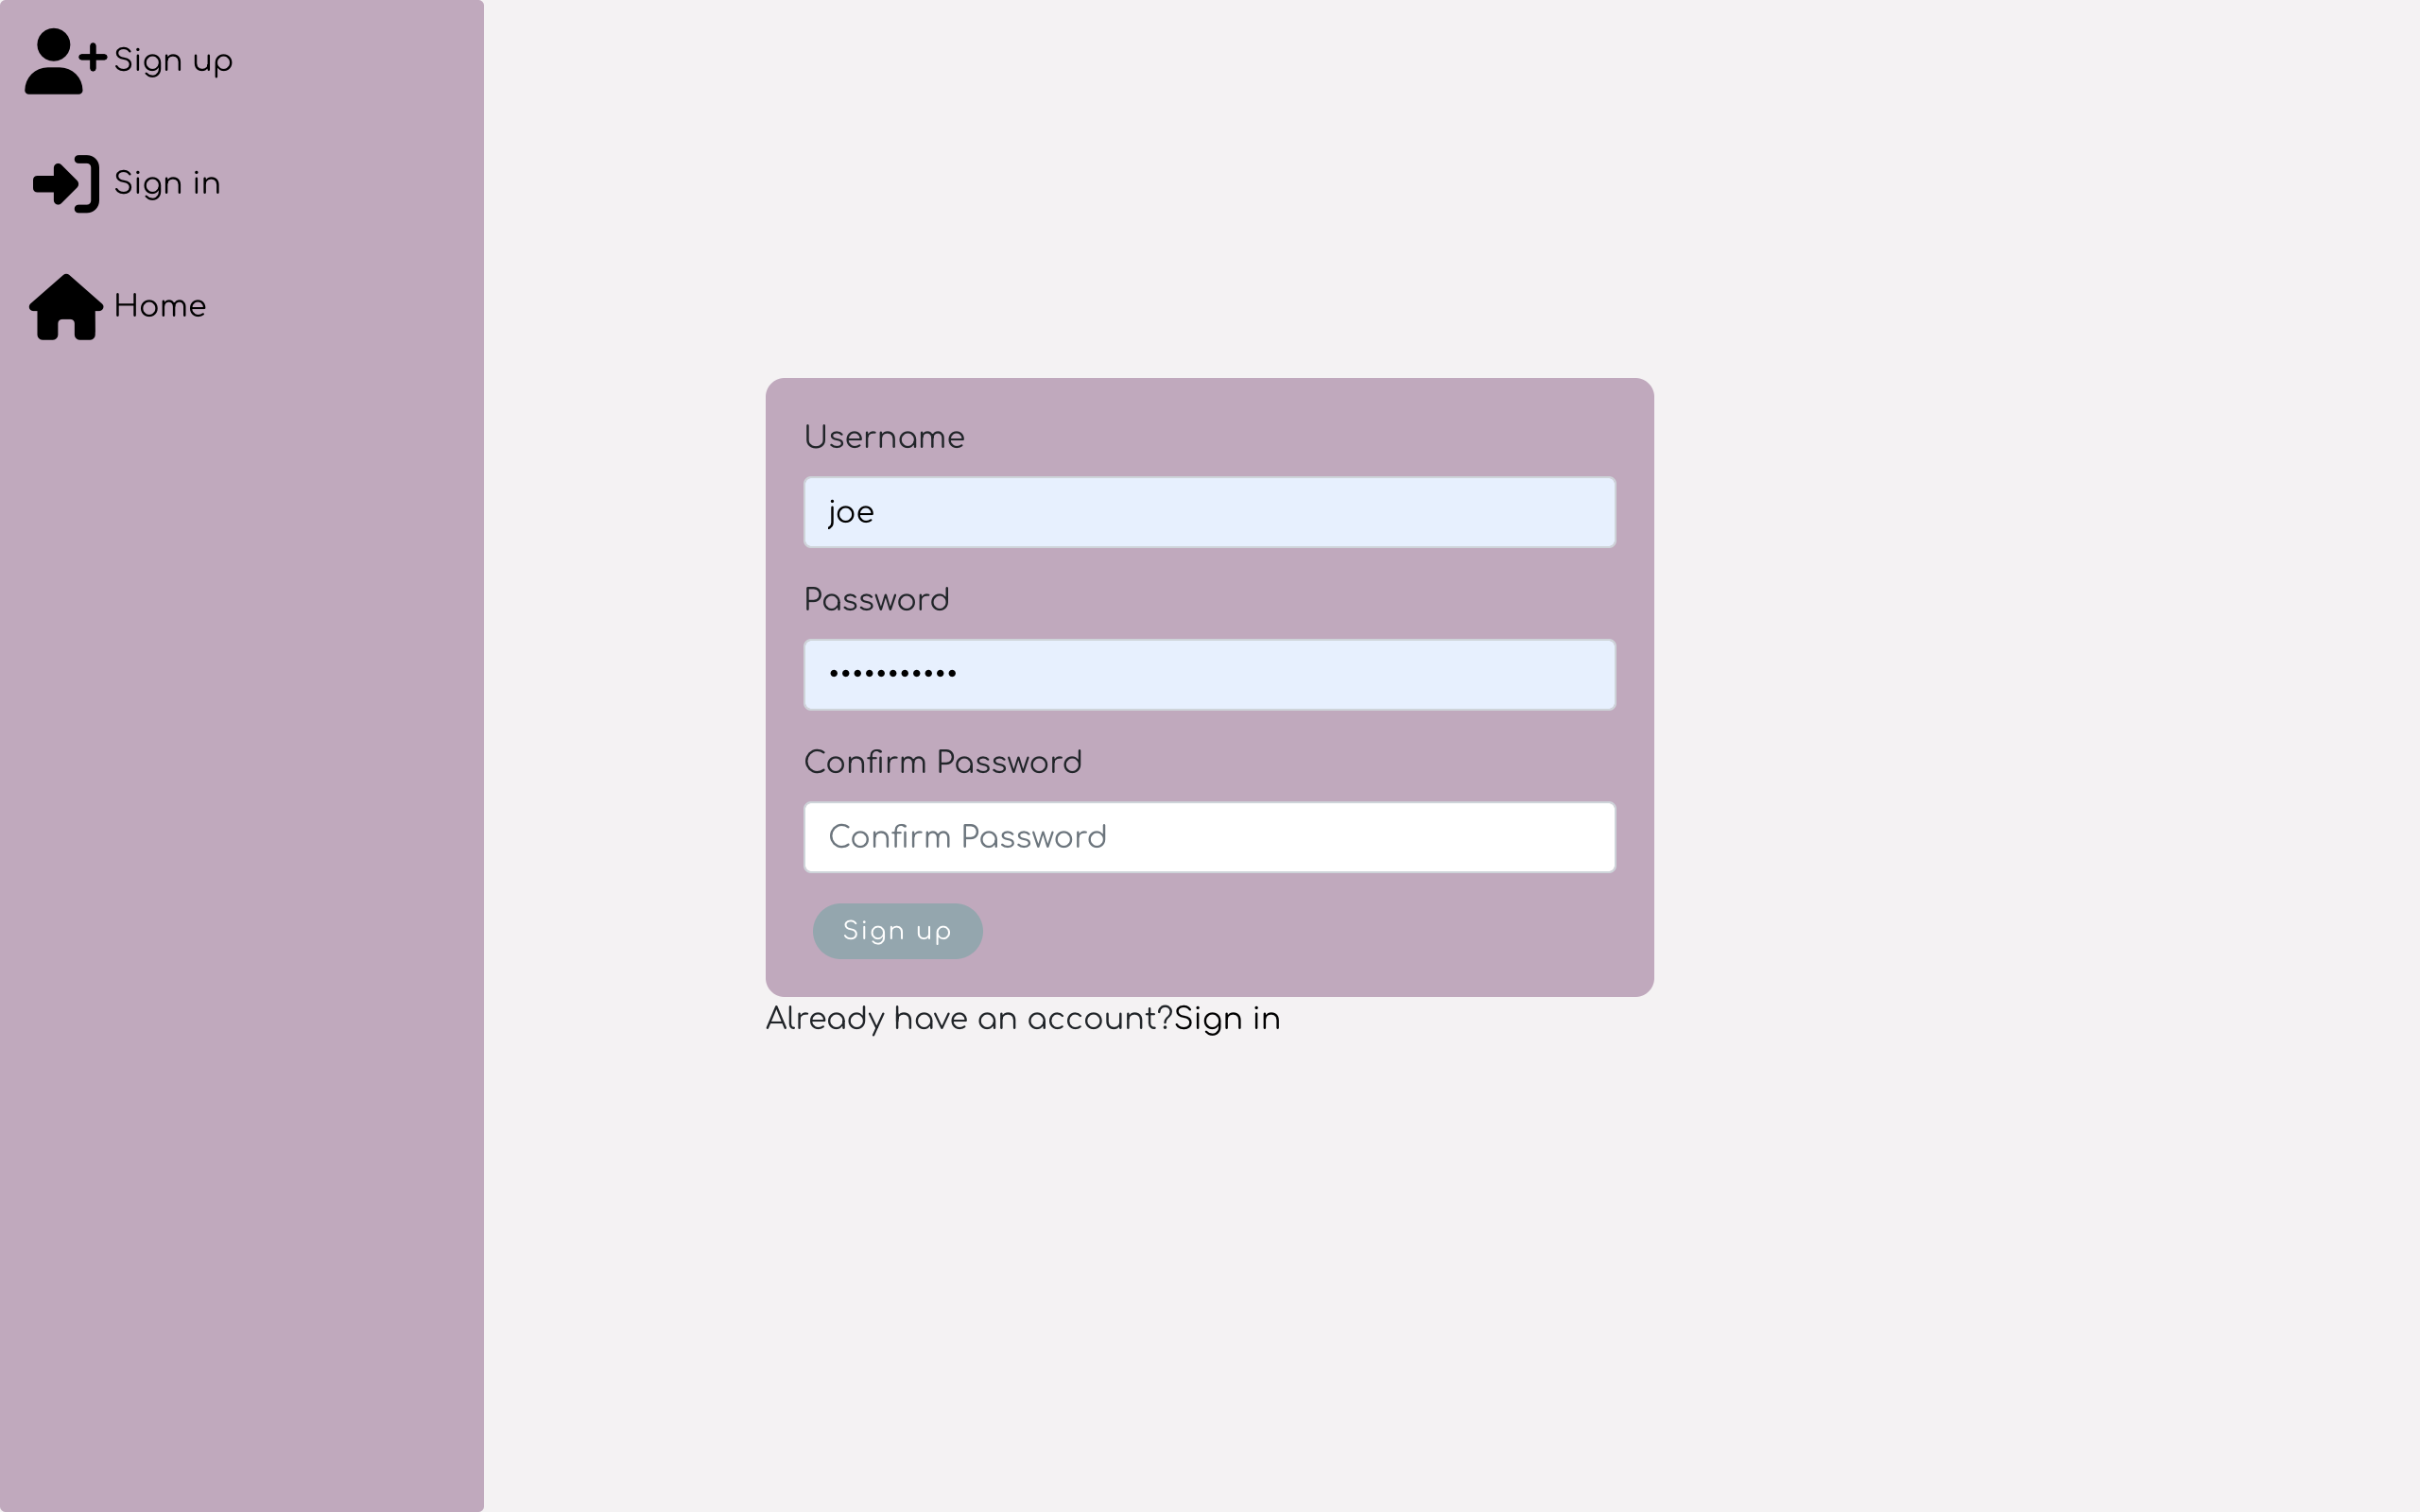 Sign up
Sign in
Home
Username
joe
Password
•••••••••••
Confirm Password
Confirm Password
Sign up
Already have an account?Sign in